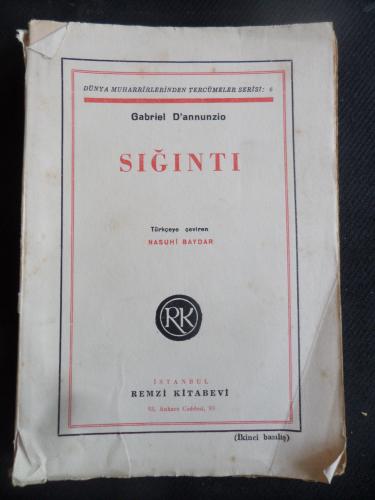 DÜNYA MUHARRİRLERİNDEN TERCÜMELER SERİSİ: 6
Gabriel D'annunzio
SIĞINTI
Türkçeye çeviren
NASUHİ BAYDAR
RK
İSTANBUL
REMZİ KİTABEVİ
93, Ankara Caddesi, 93
(İkinci basılış)